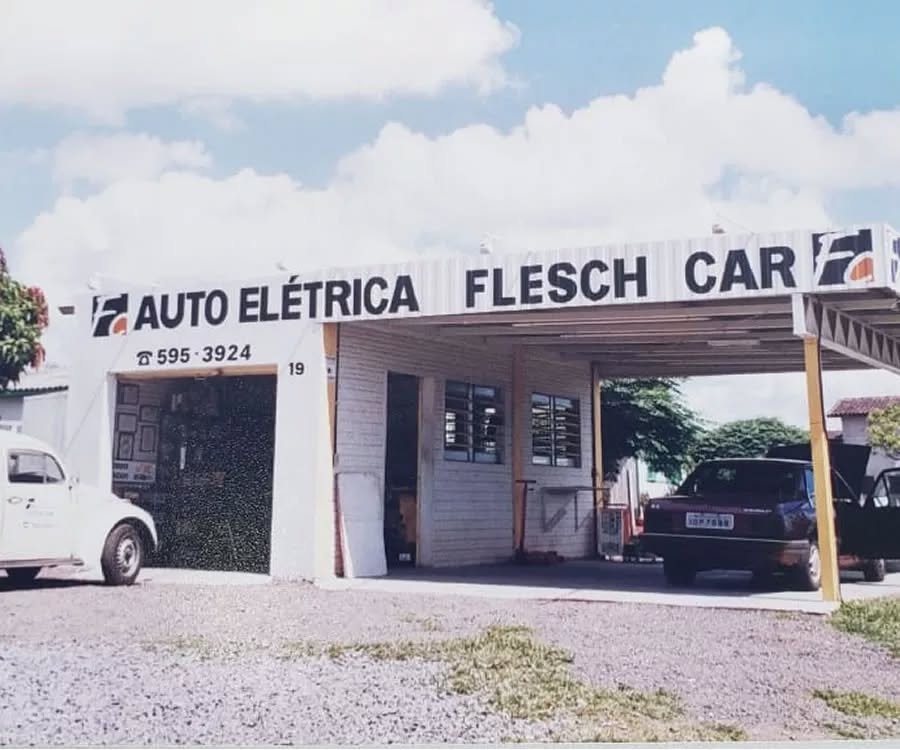 Fc AUTO ELÉTRICA FLESCH CAR Fc
☎ 595-3924
19